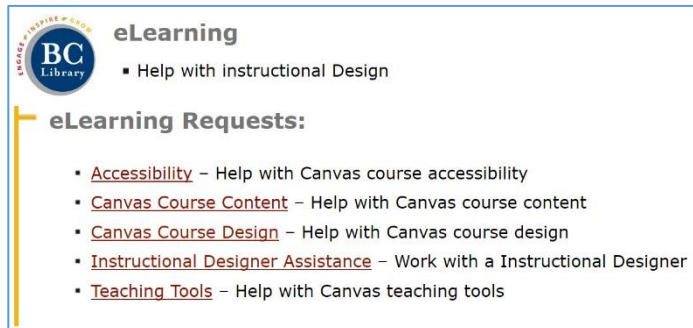 ENGAGE • INSPIRE • GROW
BC
Library
eLearning
▪ Help with instructional Design
eLearning Requests:
▪ Accessibility – Help with Canvas course accessibility
▪ Canvas Course Content – Help with Canvas course content
▪ Canvas Course Design – Help with Canvas course design
▪ Instructional Designer Assistance – Work with a Instructional Designer
▪ Teaching Tools – Help with Canvas teaching tools